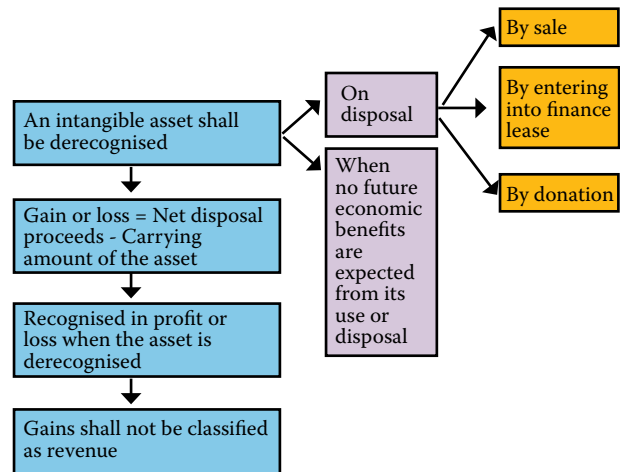 An intangible asset shall
be derecognised
Gain or loss = Net disposal
proceeds - Carrying
amount of the asset
Recognised in profit or
loss when the asset is
derecognised
Gains shall not be classified
as revenue
On
disposal
When
no future
economic
benefits
are
expected
from its
use or
disposal
By sale
By entering
into finance
lease
By donation